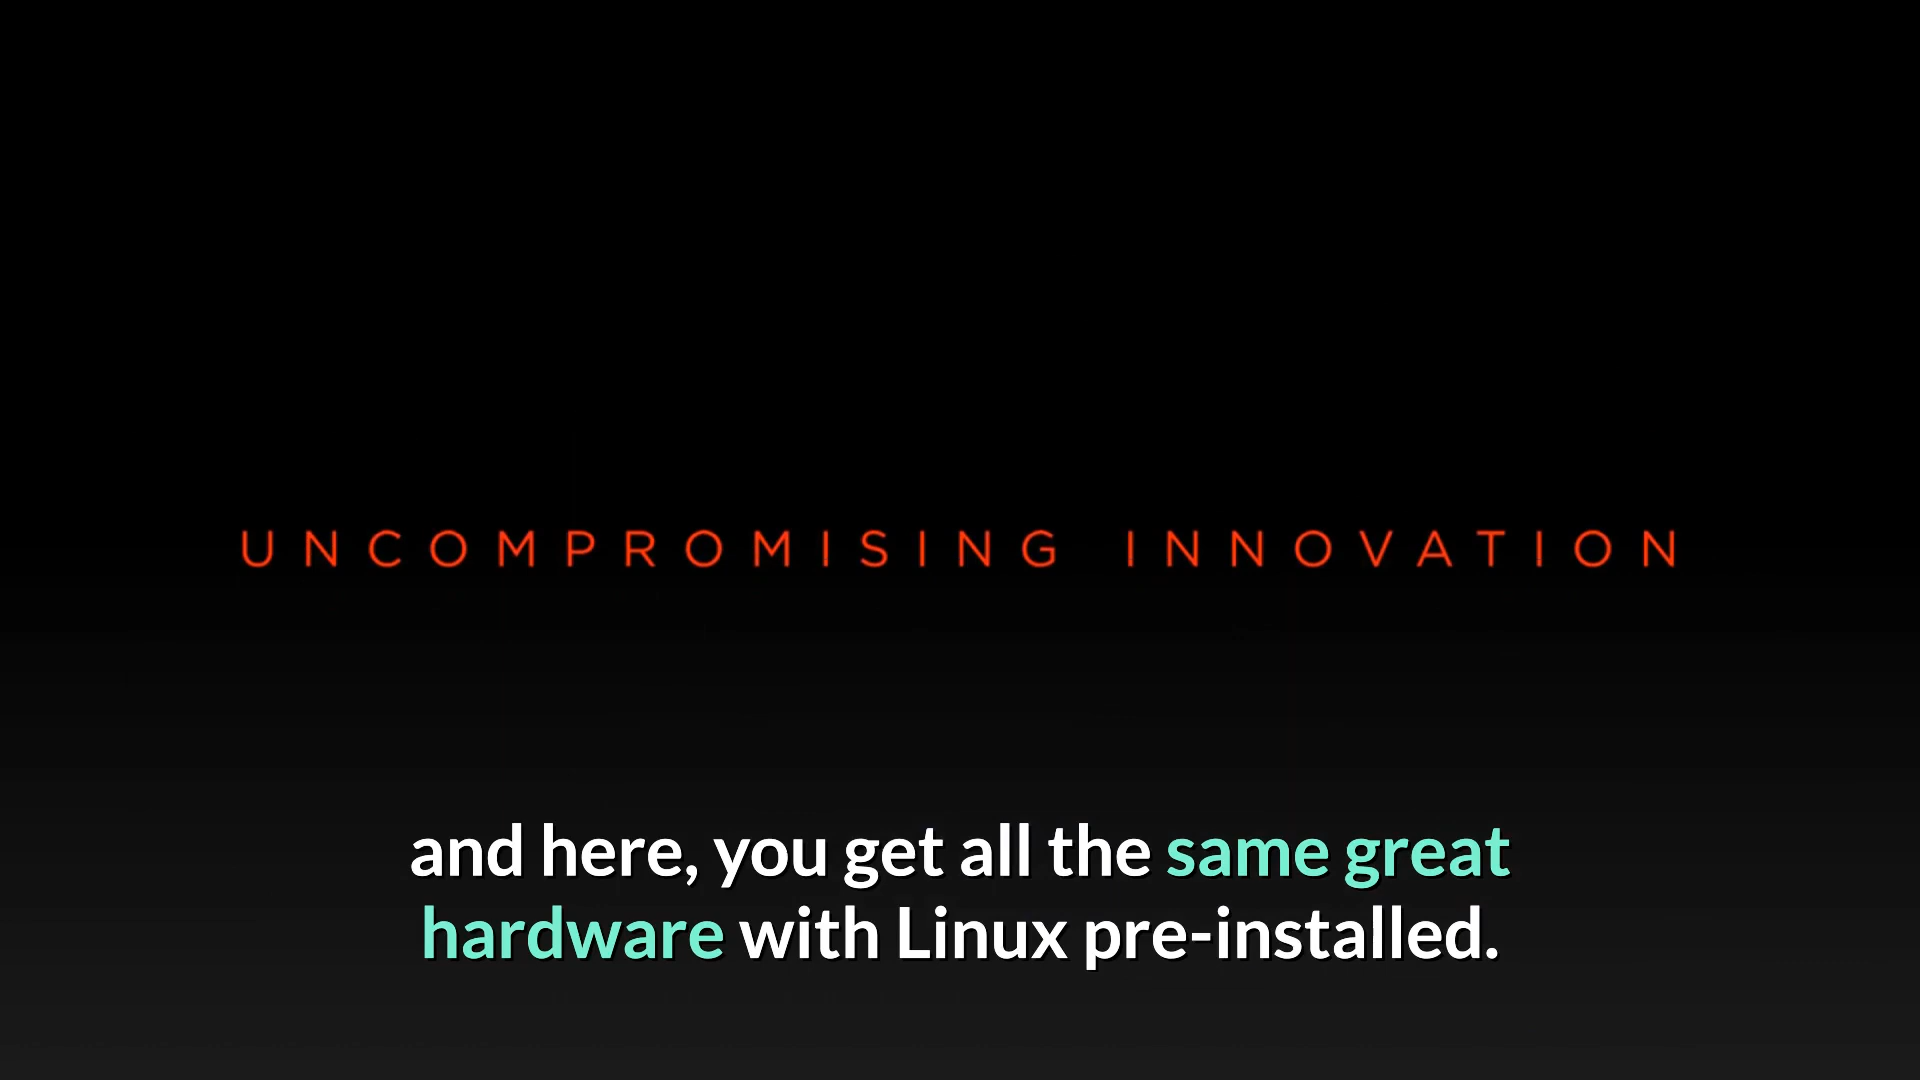 UNCOMPROMISING INNOVATION
and here, you get all the same great
hardware with Linux pre-installed.